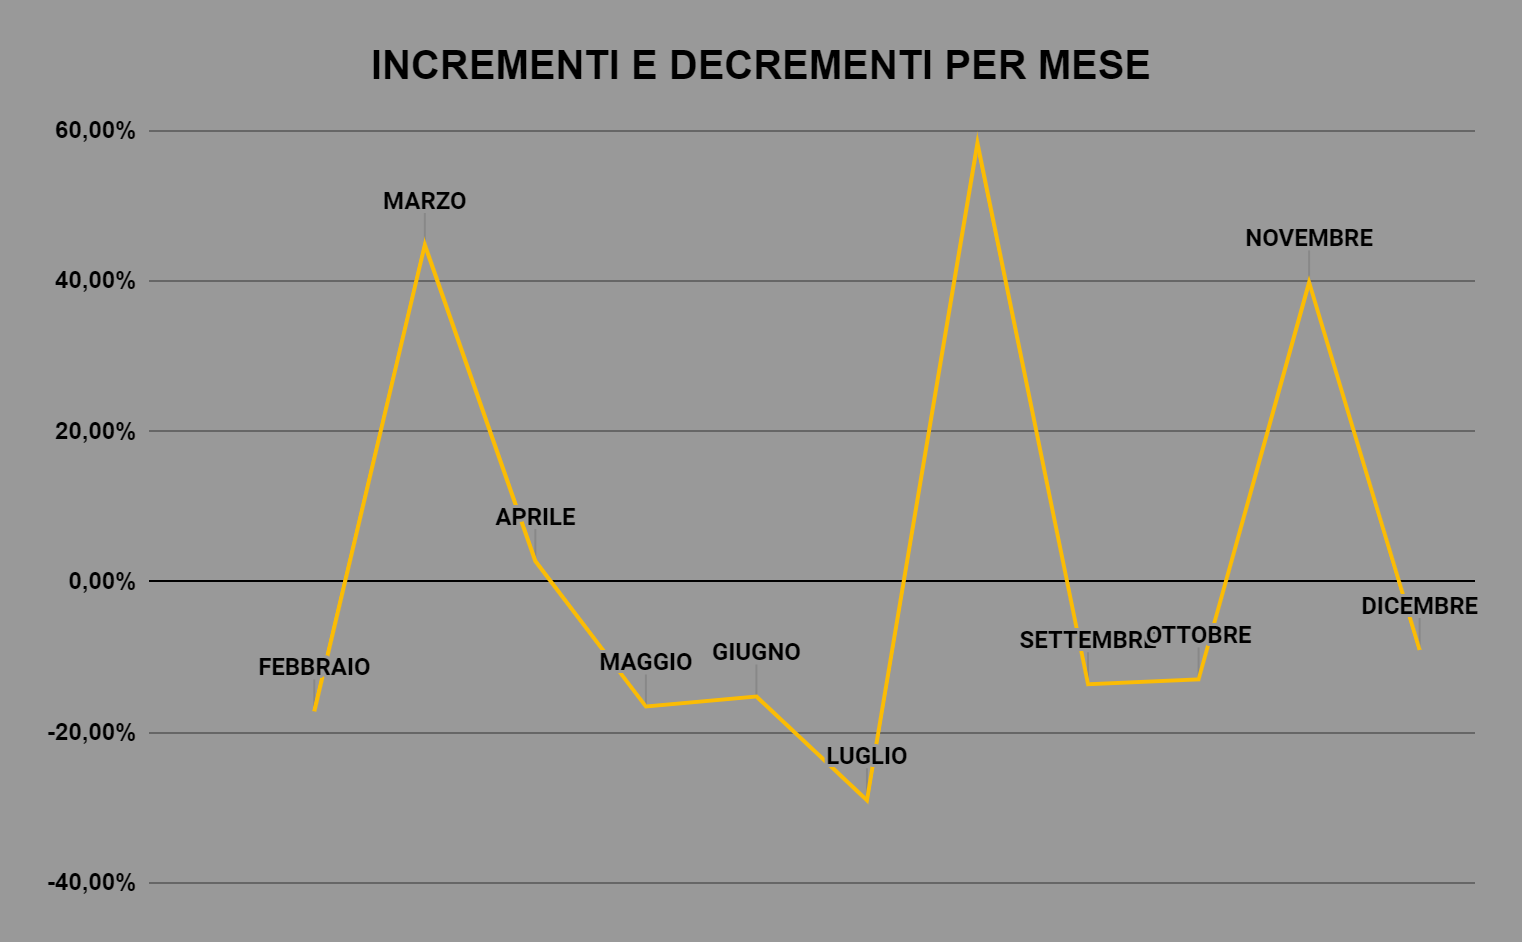 INCREMENTI E DECREMENTI PER MESE
60,00%
MARZO
NOVEMBRE
40,00%
20,00%
APRILE
0,00%
DICEMBRE
SETTEMBRE OTTOBRE
FEBBRAIO MAGGIO GIUGNO
-20,00%
LUGLIO
-40,00%